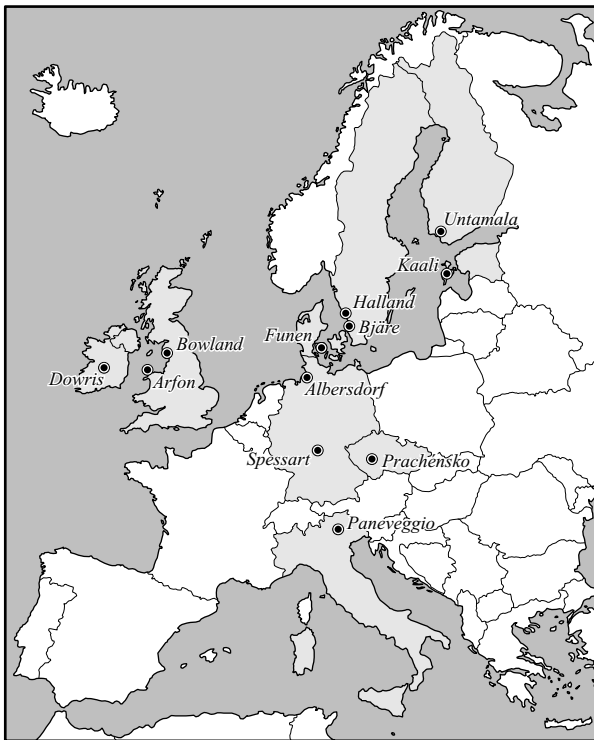 Untamala
Kaali
Halland
Bjäre
Funen
Bowland
Dowris
Arfon
Albersdorf
Spessart
Prachensko
Paneveggio